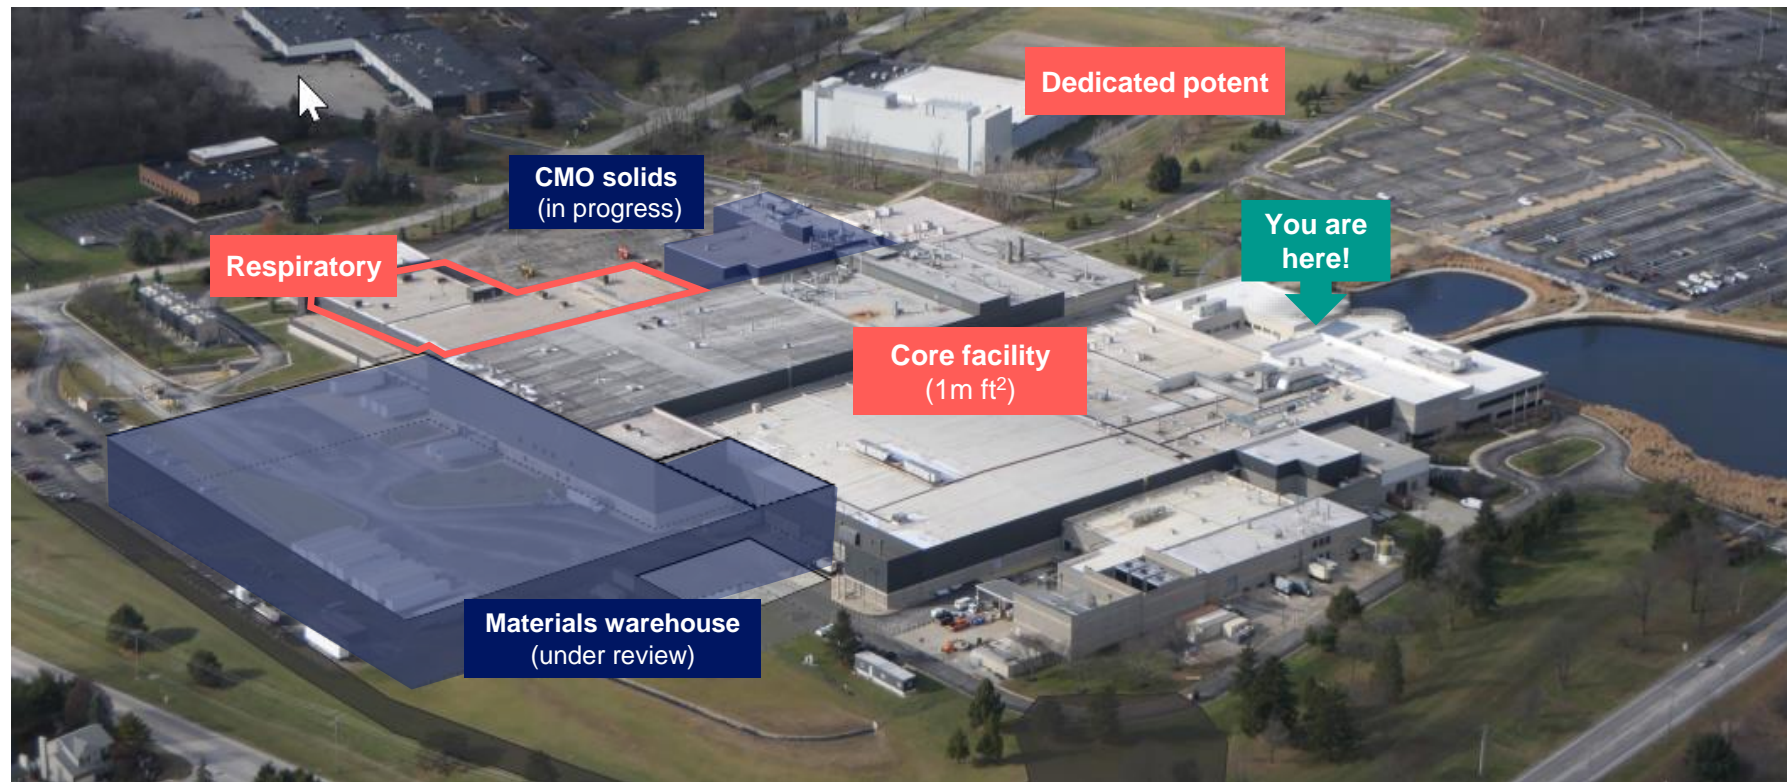 Dedicated potent
CMO solids
(in progress)
You are
here!
Respiratory
Core facility
(1m ft²)
Materials warehouse
(under review)